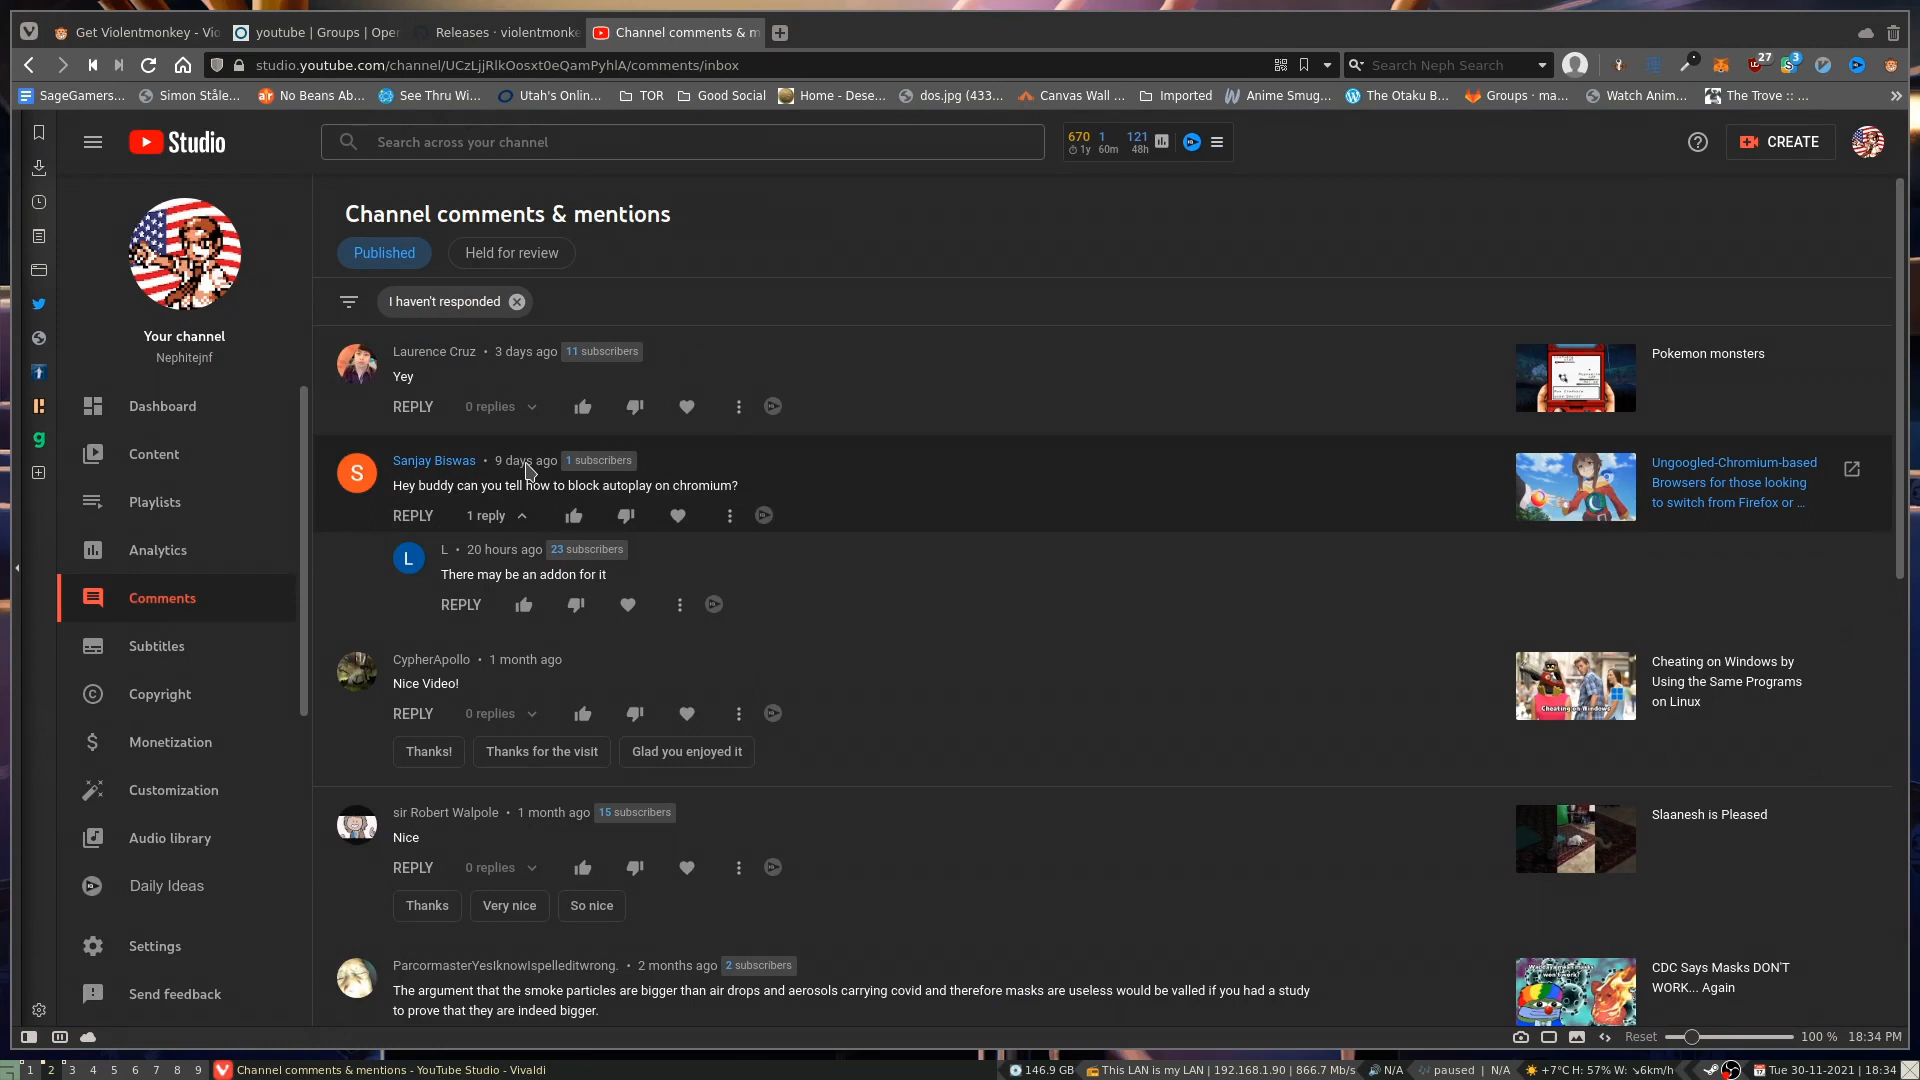 Get Violentmonkey - Vio
youtube | Groups | Ope
Releases · violentmonke
Channel comments & m
studio.youtube.com/channel/UCzLjjRlkOosxt0eQamPyhlA/comments/inbox
Search Neph Search
27
3
SageGamers...
Simon Ståle...
No Beans Ab...
See Thru Wi...
Utah's Onlin...
TOR
Good Social
Home - Dese...
dos.jpg (433...
Canvas Wall ...
Imported
Anime Smug...
The Otaku B...
Groups · ma...
Watch Anim...
The Trove :: ...
Studio
Search across your channel
670 1 121
1y 60m 48h
CREATE
Your channel
Nephitejnf
Dashboard
Content
Playlists
Analytics
Comments
Subtitles
Copyright
Monetization
Customization
Audio library
Daily Ideas
Settings
Send feedback
Channel comments & mentions
Published
Held for review
I haven't responded
Laurence Cruz • 3 days ago 11 subscribers
Yey
REPLY 0 replies
Pokemon monsters
S
Sanjay Biswas • 9 days ago 1 subscribers
Hey buddy can you tell how to block autoplay on chromium?
REPLY 1 reply
Ungoogled-Chromium-based
Browsers for those looking
to switch from Firefox or ...
L
L • 20 hours ago 23 subscribers
There may be an addon for it
REPLY
CypherApollo • 1 month ago
Nice Video!
REPLY 0 replies
Thanks!
Thanks for the visit
Glad you enjoyed it
Cheating on Windows
Cheating on Windows by
Using the Same Programs
on Linux
sir Robert Walpole • 1 month ago 15 subscribers
Nice
REPLY 0 replies
Thanks
Very nice
So nice
Slaanesh is Pleased
ParcormasterYesIknowIspelleditwrong. • 2 months ago 2 subscribers
The argument that the smoke particles are bigger than air drops and aerosols carrying covid and therefore masks are useless would be valled if you had a study
to prove that they are indeed bigger.
CDC Says Masks DON'T
WORK... Again
Reset
100 %
18:34 PM
1 2 3 4 5 6 7 8 9
Channel comments & mentions - YouTube Studio - Vivaldi
146.9 GB
This LAN is my LAN | 192.168.1.90 | 866.7 Mb/s
N/A
paused | N/A
+7°C H: 57% W: ↘6km/h
Tue 30-11-2021 | 18:34